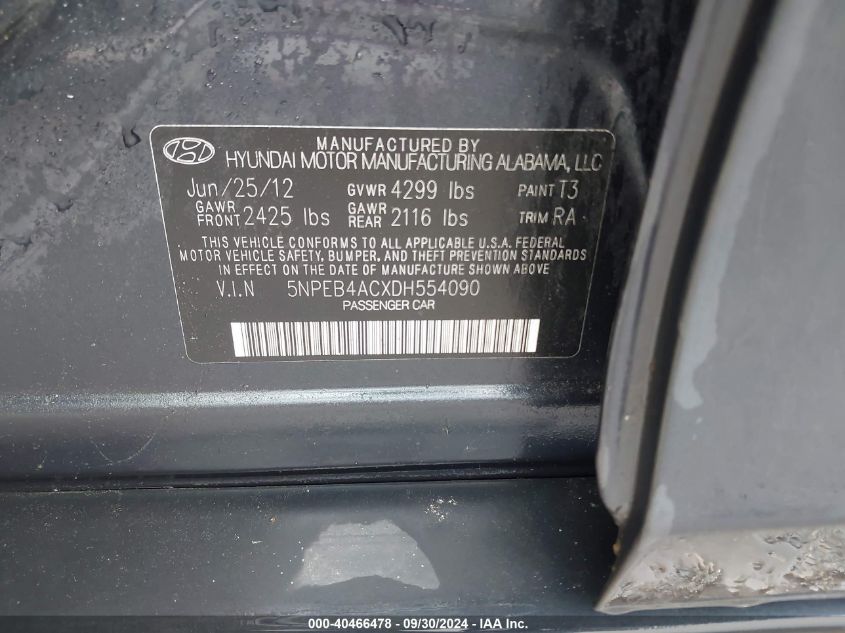 MANUFACTURED BY
HYUNDAI MOTOR MANUFACTURING ALABAMA, LLC
Jun/25/12 GVWR 4299 lbs PAINT T3
GAWR FRONT 2425 lbs GAWR REAR 2116 lbs TRIM RA
THIS VEHICLE CONFORMS TO ALL APPLICABLE U.S.A. FEDERAL
MOTOR VEHICLE SAFETY, BUMPER, AND THEFT PREVENTION STANDARDS
IN EFFECT ON THE DATE OF MANUFACTURE SHOWN ABOVE
V.I.N 5NPEB4ACXDH554090
PASSENGER CAR
000-40466478 - 09/30/2024 - IAA Inc.